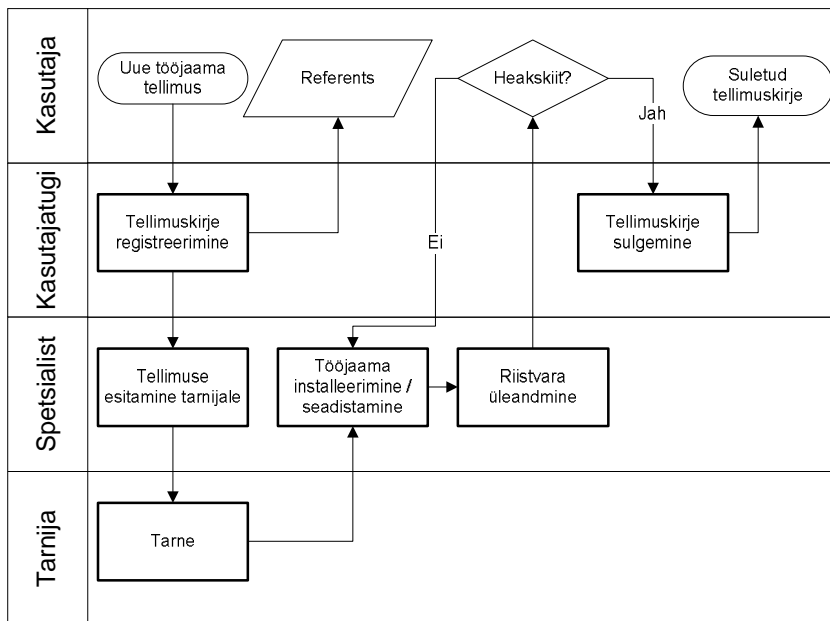 Kasutaja
Uue tööjaama
tellimus
Referents
Heakskiit?
Suletud
tellimuskirje
Jah
Kasutajatugi
Tellimuskirje
registreerimine
Ei
Tellimuskirje
sulgemine
Spetsialist
Tellimuse
esitamine tarnijale
Tööjaama
installeerimine /
seadistamine
Riistvara
üleandmine
Tarnija
Tarne